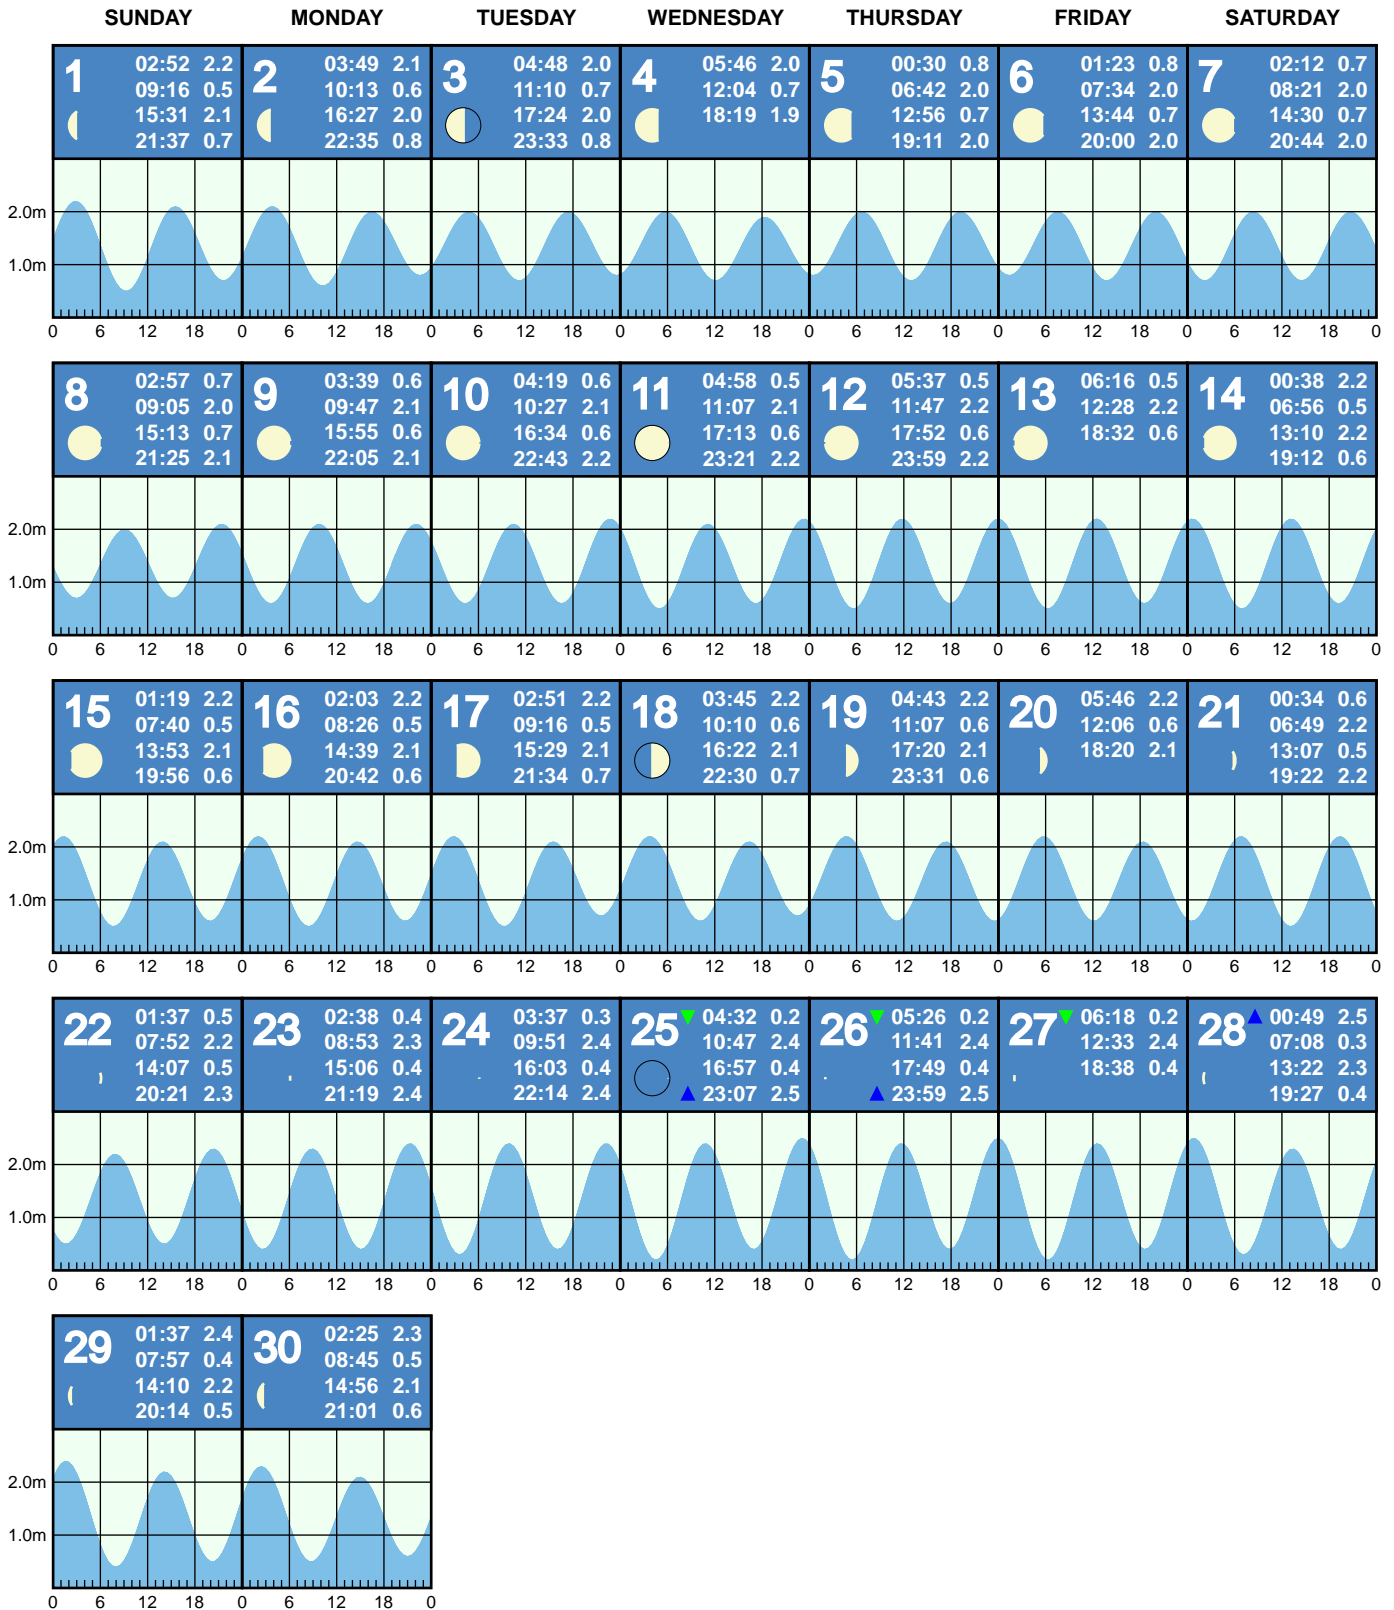 SUNDAY MONDAY TUESDAY WEDNESDAY THURSDAY FRIDAY SATURDAY
1 02:52 2.2
09:16 0.5
15:31 2.1
21:37 0.7
2 03:49 2.1
10:13 0.6
16:27 2.0
22:35 0.8
3 04:48 2.0
11:10 0.7
17:24 2.0
23:33 0.8
4 05:46 2.0
12:04 0.7
18:19 1.9
5 00:30 0.8
06:42 2.0
12:56 0.7
19:11 2.0
6 01:23 0.8
07:34 2.0
13:44 0.7
20:00 2.0
7 02:12 0.7
08:21 2.0
14:30 0.7
20:44 2.0
2.0m
1.0m
0 6 12 18 0 6 12 18 0 6 12 18 0 6 12 18 0 6 12 18 0 6 12 18 0 6 12 18 0
8 02:57 0.7
09:05 2.0
15:13 0.7
21:25 2.1
9 03:39 0.6
09:47 2.1
15:55 0.6
22:05 2.1
10 04:19 0.6
10:27 2.1
16:34 0.6
22:43 2.2
11 04:58 0.5
11:07 2.1
17:13 0.6
23:21 2.2
12 05:37 0.5
11:47 2.2
17:52 0.6
23:59 2.2
13 06:16 0.5
12:28 2.2
18:32 0.6
14 00:38 2.2
06:56 0.5
13:10 2.2
19:12 0.6
2.0m
1.0m
0 6 12 18 0 6 12 18 0 6 12 18 0 6 12 18 0 6 12 18 0 6 12 18 0 6 12 18 0
15 01:19 2.2
07:40 0.5
13:53 2.1
19:56 0.6
16 02:03 2.2
08:26 0.5
14:39 2.1
20:42 0.6
17 02:51 2.2
09:16 0.5
15:29 2.1
21:34 0.7
18 03:45 2.2
10:10 0.6
16:22 2.1
22:30 0.7
19 04:43 2.2
11:07 0.6
17:20 2.1
23:31 0.6
20 05:46 2.2
12:06 0.6
18:20 2.1
21 00:34 0.6
06:49 2.2
13:07 0.5
19:22 2.2
2.0m
1.0m
0 6 12 18 0 6 12 18 0 6 12 18 0 6 12 18 0 6 12 18 0 6 12 18 0 6 12 18 0
22 01:37 0.5
07:52 2.2
14:07 0.5
20:21 2.3
23 02:38 0.4
08:53 2.3
15:06 0.4
21:19 2.4
24 03:37 0.3
09:51 2.4
16:03 0.4
22:14 2.4
25 04:32 0.2
10:47 2.4
16:57 0.4
23:07 2.5
26 05:26 0.2
11:41 2.4
17:49 0.4
23:59 2.5
27 06:18 0.2
12:33 2.4
18:38 0.4
28 00:49 2.5
07:08 0.3
13:22 2.3
19:27 0.4
2.0m
1.0m
0 6 12 18 0 6 12 18 0 6 12 18 0 6 12 18 0 6 12 18 0 6 12 18 0 6 12 18 0
29 01:37 2.4
07:57 0.4
14:10 2.2
20:14 0.5
30 02:25 2.3
08:45 0.5
14:56 2.1
21:01 0.6
2.0m
1.0m
0 6 12 18 0 6 12 18 0